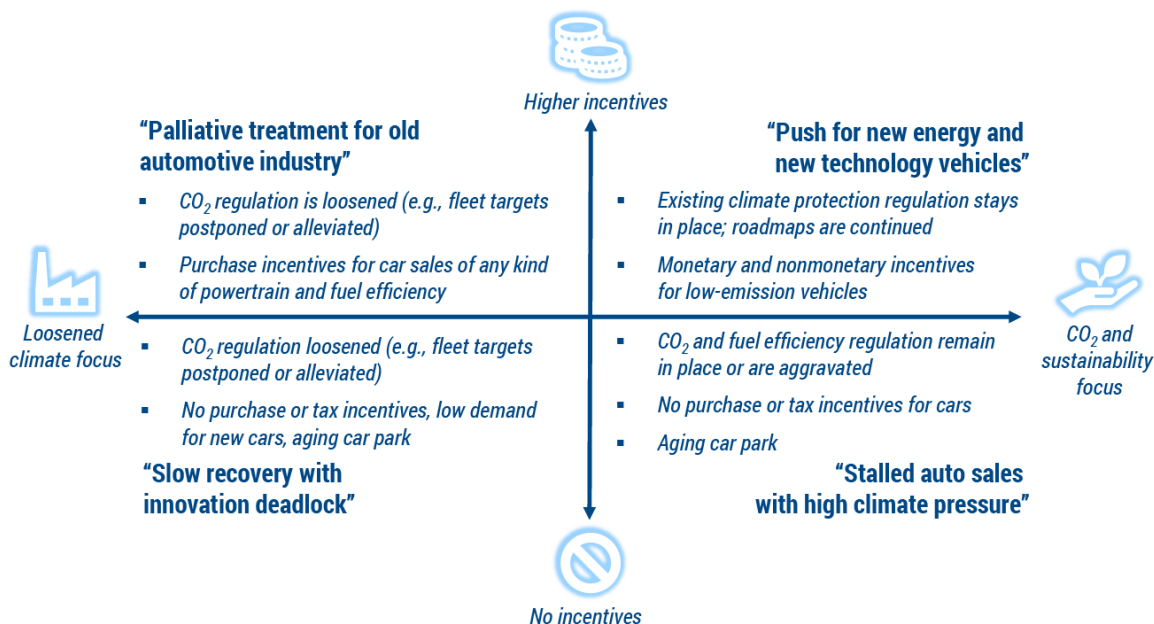 Higher incentives
“Palliative treatment for old
automotive industry”
▪ CO₂ regulation is loosened (e.g., fleet targets
postponed or alleviated)
▪ Purchase incentives for car sales of any kind
of powertrain and fuel efficiency
“Push for new energy and
new technology vehicles”
▪ Existing climate protection regulation stays
in place; roadmaps are continued
▪ Monetary and nonmonetary incentives
for low-emission vehicles
Loosened
climate focus
CO₂ and
sustainability
focus
▪ CO₂ regulation loosened (e.g., fleet targets
postponed or alleviated)
▪ No purchase or tax incentives, low demand
for new cars, aging car park
“Slow recovery with
innovation deadlock”
▪ CO₂ and fuel efficiency regulation remain
in place or are aggravated
▪ No purchase or tax incentives for cars
▪ Aging car park
“Stalled auto sales
with high climate pressure”
No incentives